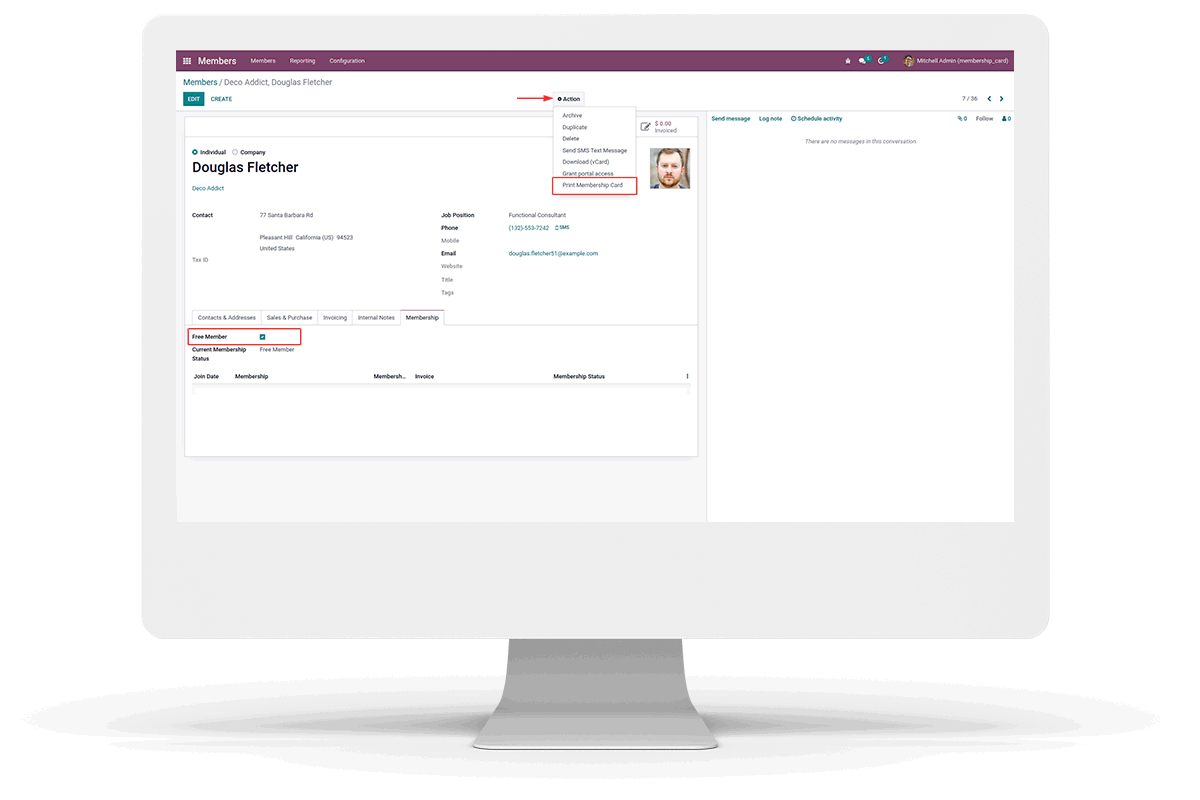 Members Members Reporting Configuration 5 1 Mitchell Admin (membership_card)
Members / Deco Addict, Douglas Fletcher
EDIT CREATE Action 7 / 36
Archive
Duplicate
Delete
Send SMS Text Message
Download (vCard)
Grant portal access
Print Membership Card
$ 0.00
Invoiced
Send message Log note Schedule activity 0 Follow 0
There are no messages in this conversation.
Individual Company
Douglas Fletcher
Deco Addict
Contact 77 Santa Barbara Rd
Pleasant Hill California (US) 94523
United States
Tax ID
Job Position Functional Consultant
Phone (132)-553-7242 SMS
Mobile
Email douglas.fletcher51@example.com
Website
Title
Tags
Contacts & Addresses Sales & Purchase Invoicing Internal Notes Membership
Free Member
Current Membership Status Free Member
Join Date Membership Membersh... Invoice Membership Status